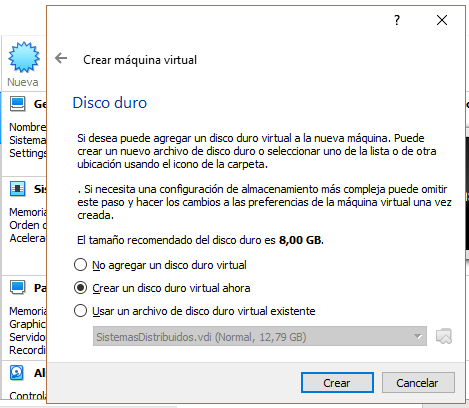 ?
Crear máquina virtual
Nueva
Disco duro
Ge
Nombre
Sistema
Settings
Si desea puede agregar un disco duro virtual a la nueva máquina. Puede
crear un nuevo archivo de disco duro o seleccionar uno de la lista o de otra
ubicación usando el icono de la carpeta.
. Si necesita una configuración de almacenamiento más compleja puede omitir
este paso y hacer los cambios a las preferencias de la máquina virtual una vez
creada.
Sis
Memoria
Orden d
Acelera
El tamaño recomendado del disco duro es 8,00 GB.
No agregar un disco duro virtual
Crear un disco duro virtual ahora
Usar un archivo de disco duro virtual existente
SistemasDistribuidos.vdi (Normal, 12,79 GB)
Pa
Memoria
Graphic
Servido
Recordin
Al
Controla
Crear
Cancelar